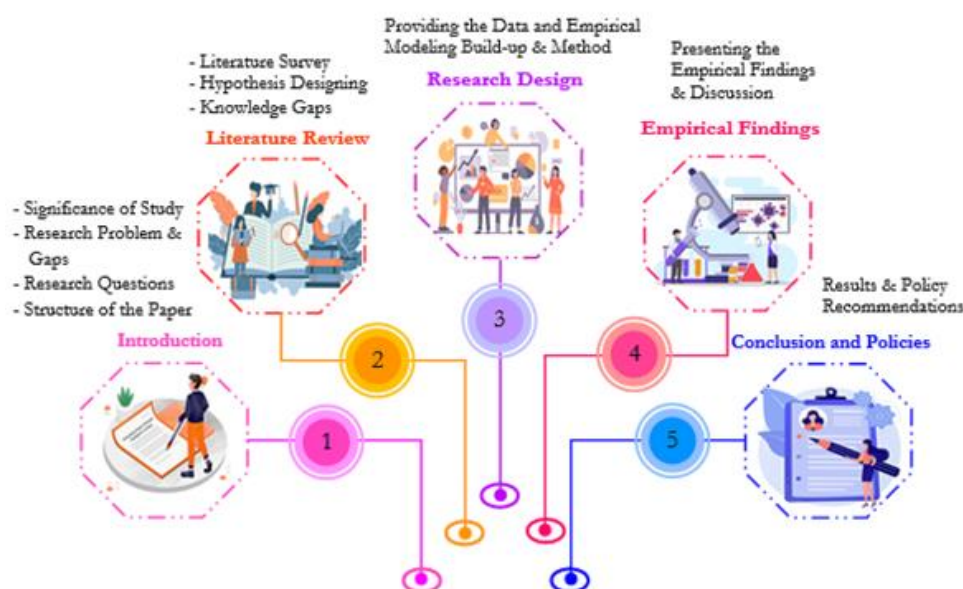 - Significance of Study
- Research Problem &
Gaps
- Research Questions
- Structure of the Paper
Introduction
1
- Literature Survey
- Hypothesis Designing
- Knowledge Gaps
Literature Review
2
Providing the Data and Empirical
Modeling Build-up & Method
Research Design
3
Presenting the
Empirical Findings
& Discussion
Empirical Findings
4
Results & Policy
Recommendations
Conclusion and Policies
5